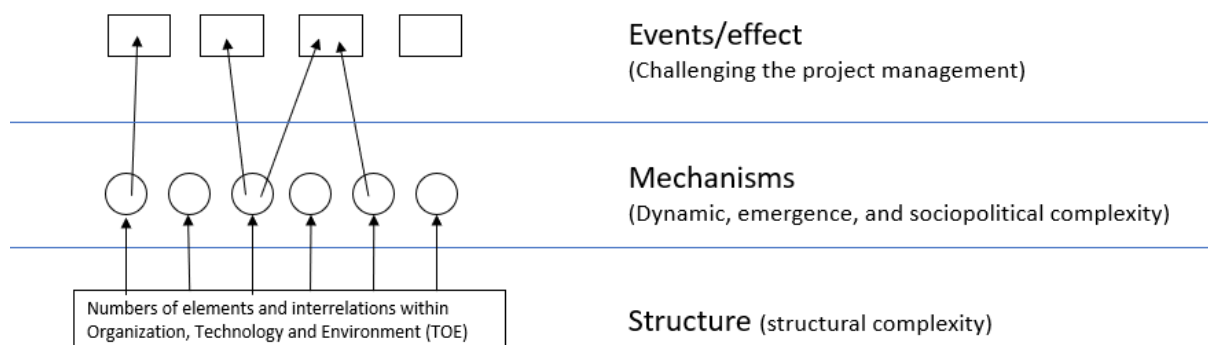 Events/effect
(Challenging the project management)
Mechanisms
(Dynamic, emergence, and sociopolitical complexity)
Numbers of elements and interrelations within
Organization, Technology and Environment (TOE)
Structure (structural complexity)